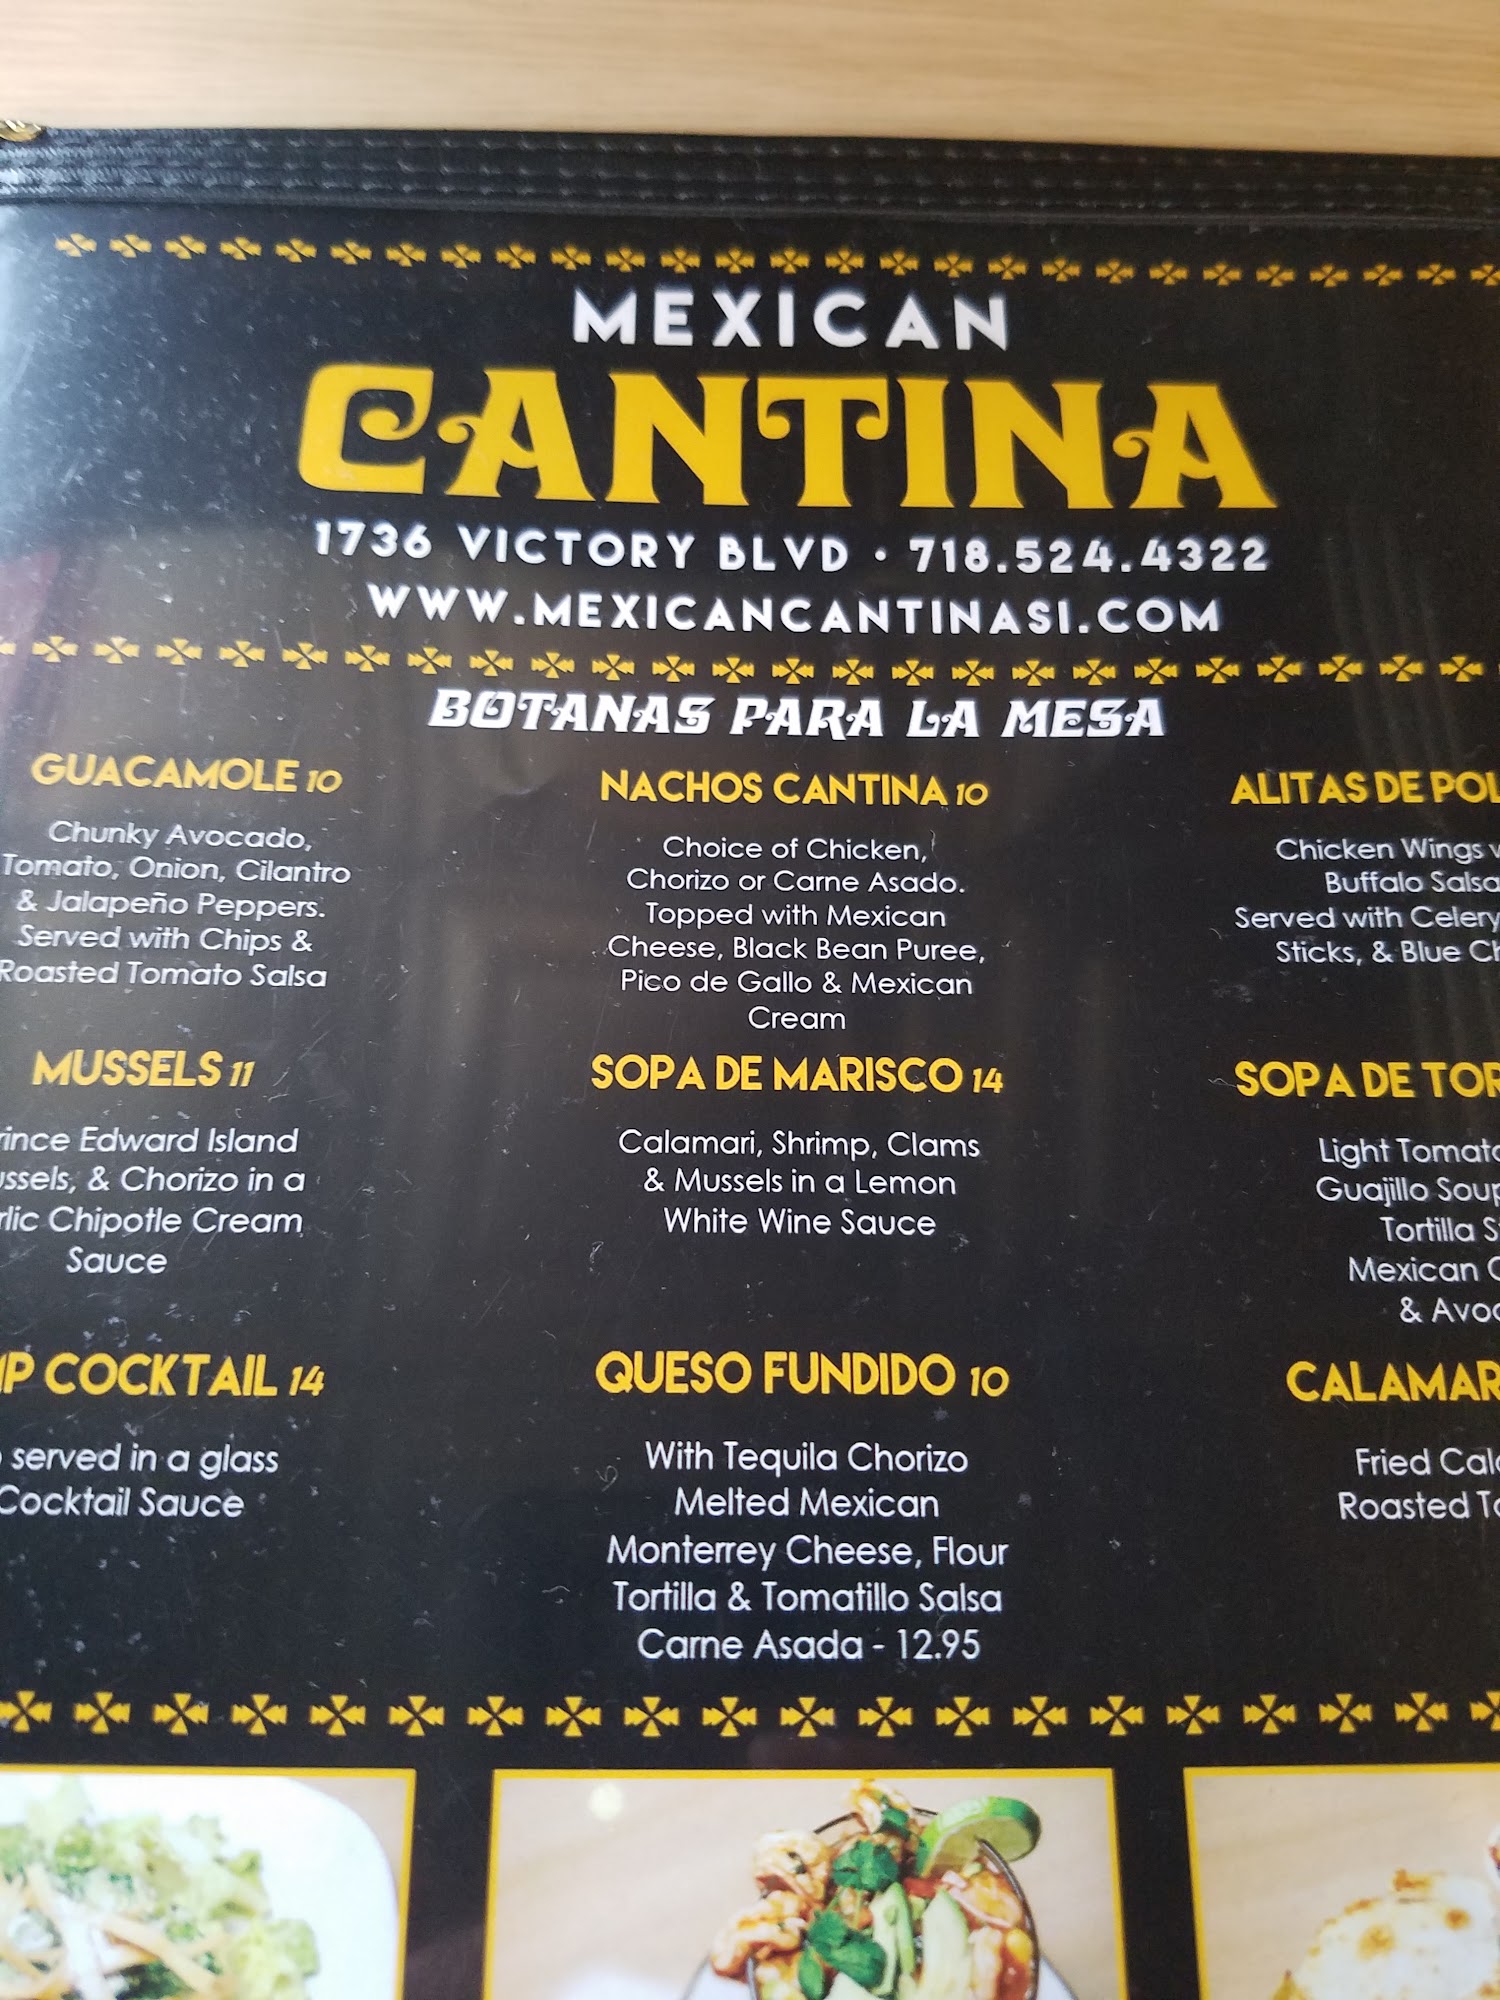 MEXICAN
CANTINA
1736 VICTORY BLVD • 718.524.4322
WWW.MEXICANCANTINASI.COM
BOTANAS PARA LA MESA
GUACAMOLE 10
Chunky Avocado,
Tomato, Onion, Cilantro
& Jalapeño Peppers.
Served with Chips &
Roasted Tomato Salsa
NACHOS CANTINA 10
Choice of Chicken,
Chorizo or Carne Asado.
Topped with Mexican
Cheese, Black Bean Puree,
Pico de Gallo & Mexican
Cream
ALITAS DE
Chicken Wings
Buffalo Salsa
Served with Celery
Sticks, & Blue
MUSSELS 11
Edward Island
& Chorizo in a
Chipotle Cream
Sauce
SOPA DE MARISCO 14
Calamari, Shrimp, Clams
& Mussels in a Lemon
White Wine Sauce
SOPA DE
Light
Guajillo
Tortilla
Mexican
&
COCKTAIL 14
served in a glass
Cocktail Sauce
QUESO FUNDIDO 10
With Tequila Chorizo
Melted Mexican
Monterrey Cheese, Flour
Tortilla & Tomatillo Salsa
Carne Asada - 12.95
Fried
Roasted